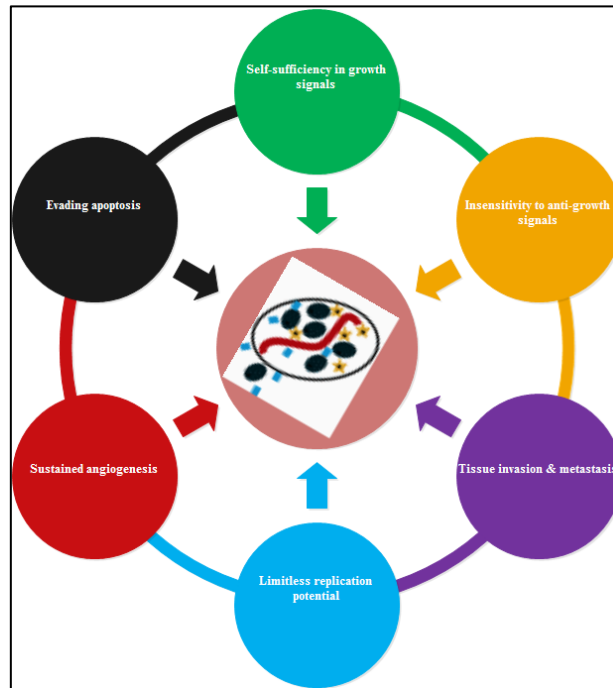 Self-sufficiency in growth
signals
Evading apoptosis
Insensitivity to anti-growth
signals
Sustained angiogenesis
Tissue invasion & metastasis
Limitless replication
potential